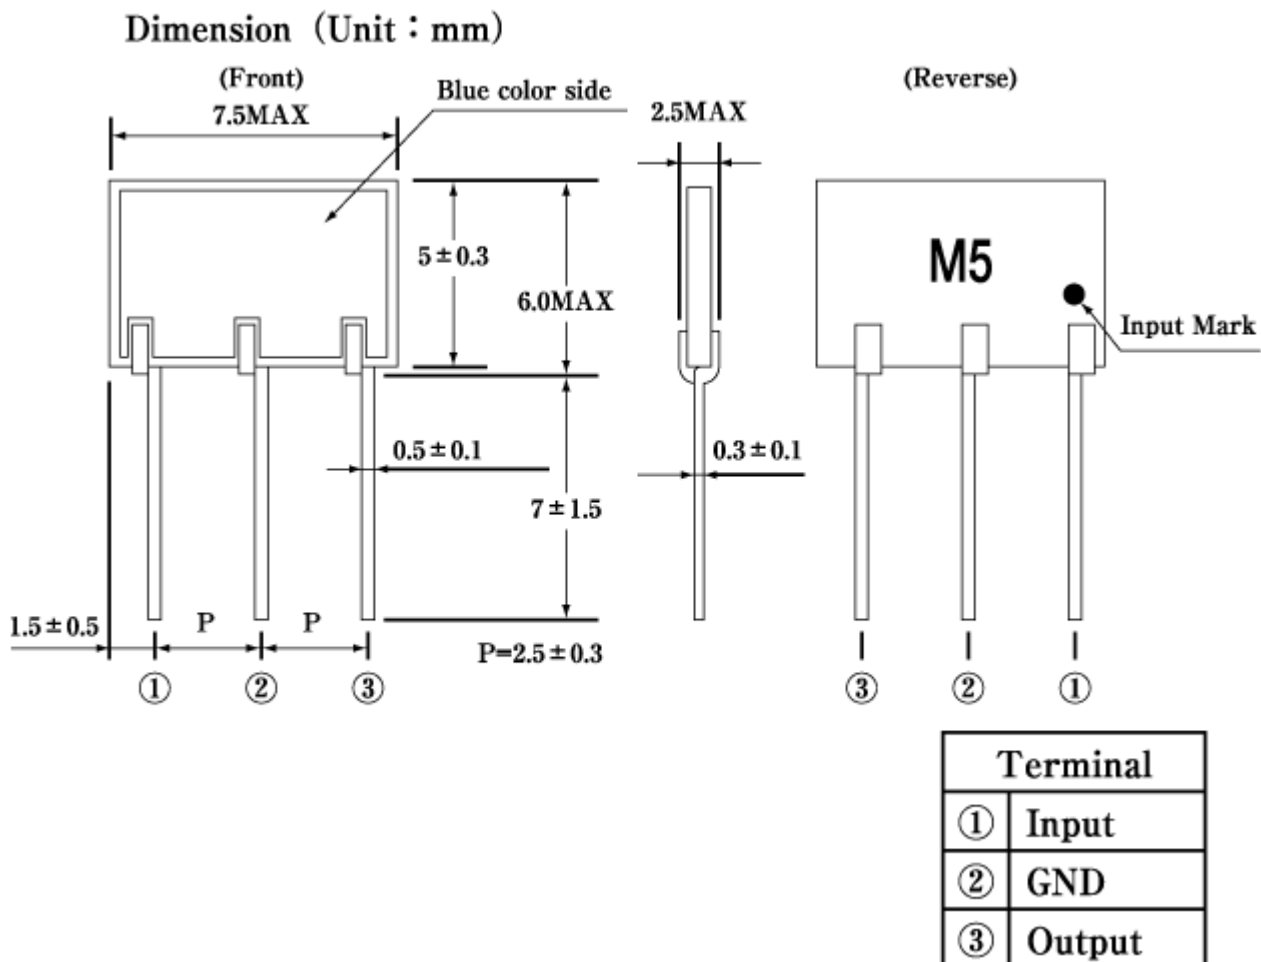 Dimension (Unit : mm)
(Front)
7.5MAX
Blue color side
5±0.3
6.0MAX
0.5±0.1
7±1.5
1.5±0.5
P
P
P=2.5±0.3
①
②
③
2.5MAX
0.3±0.1
(Reverse)
M5
Input Mark
③
②
①
Terminal
① Input
② GND
③ Output